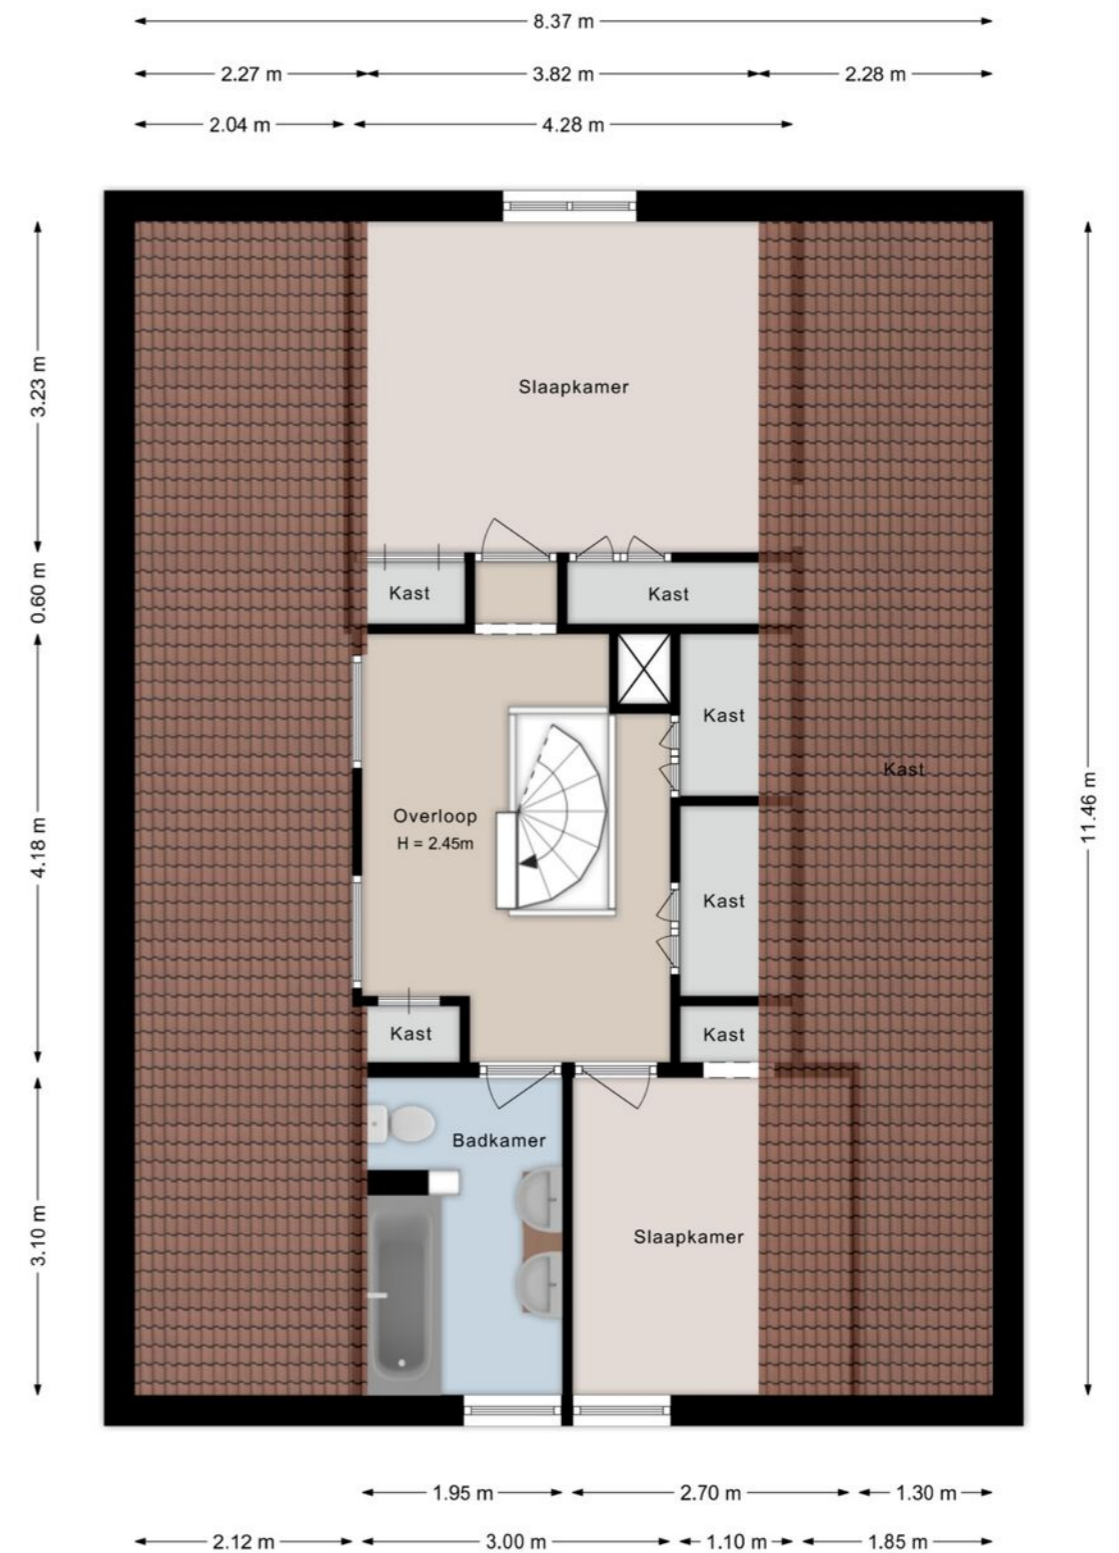 8.37 m
2.27 m
3.82 m
2.28 m
2.04 m
4.28 m
3.23 m
0.60 m
4.18 m
3.10 m
11.46 m
Slaapkamer
Kast
Kast
Kast
Kast
Overloop
H = 2.45m
Kast
Kast
Kast
Badkamer
Slaapkamer
1.95 m
2.70 m
1.30 m
2.12 m
3.00 m
1.10 m
1.85 m